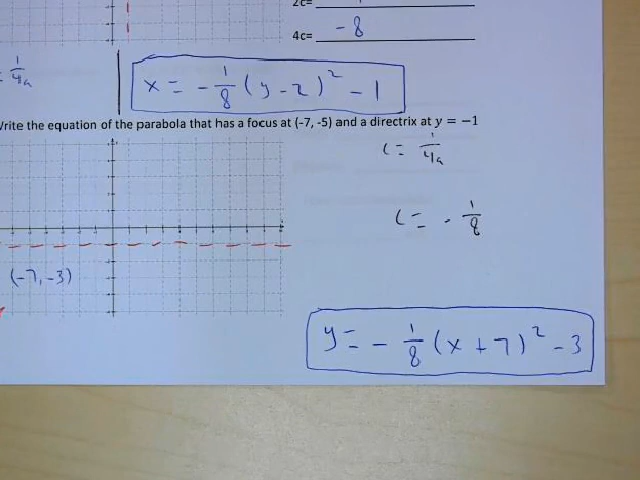 2c=
4c= -8
= 1/4a
x = - 1/8 (y - 2)² - 1
Write the equation of the parabola that has a focus at (-7, -5) and a directrix at y = −1
c = 1/4a
c = - 1/8
(-7, -3)
y = - 1/8 (x + 7)² - 3